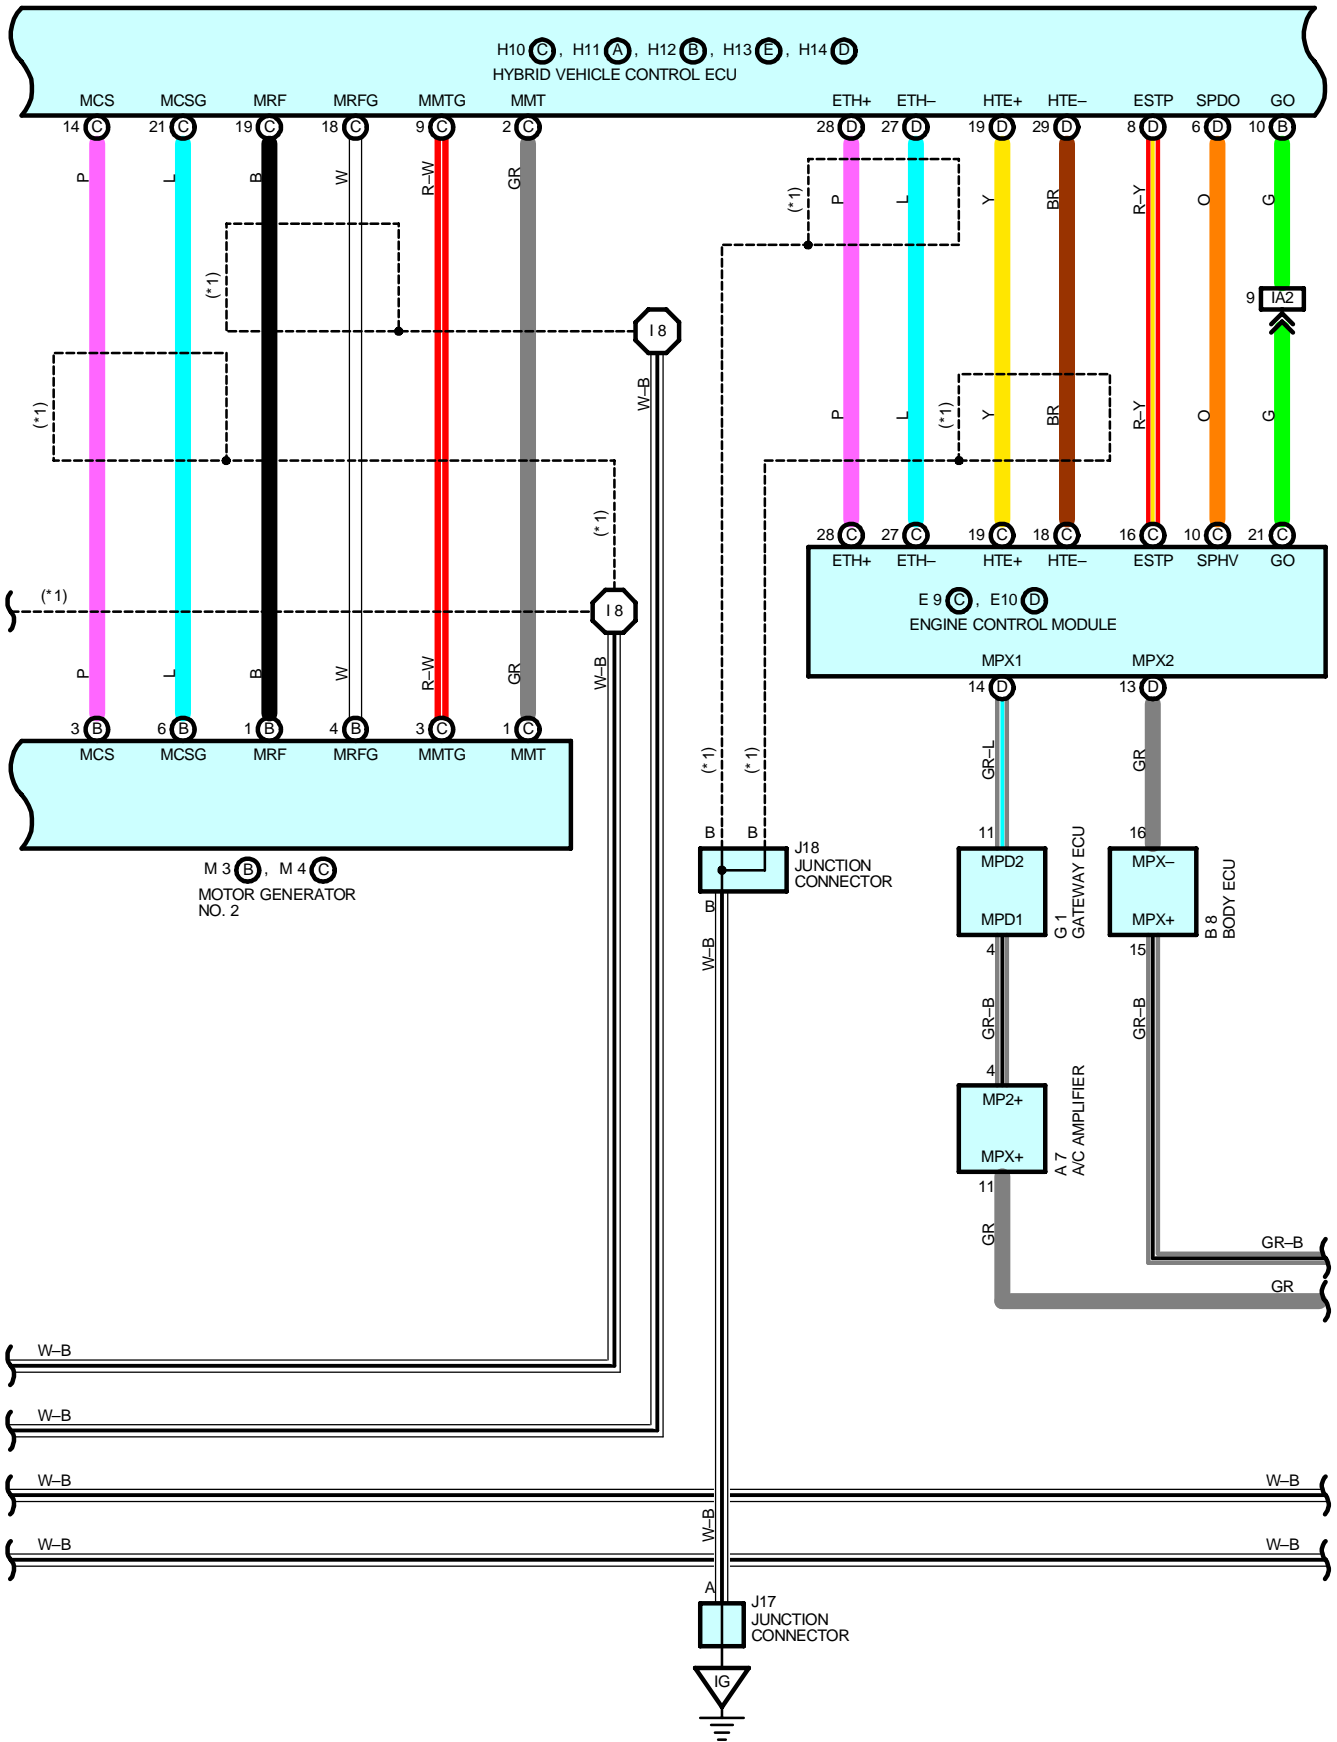 H10 C , H11 A , H12 B , H13 E , H14 D
HYBRID VEHICLE CONTROL ECU
MCS MCSG MRF MRFG MMTG MMT ETH+ ETH– HTE+ HTE– ESTP SPDO GO
14 C 21 C 19 C 18 C 9 C 2 C 28 D 27 D 19 D 29 D 8 D 6 D 10 B
P L B W R–W GR P L Y BR R–Y O G
(*1)
(*1)
9 IA2
I 8
W–B
(*1)
(*1)
P L Y BR R–Y O G
(*1)
28 C 27 C 19 C 18 C 16 C 10 C 21 C
ETH+ ETH– HTE+ HTE– ESTP SPHV GO
E 9 C , E10 D
ENGINE CONTROL MODULE
MPX1 MPX2
14 D 13 D
(*1)
I 8
P L B W R–W GR W–B
3 B 6 B 1 B 4 B 3 C 1 C
MCS MCSG MRF MRFG MMTG MMT
M 3 B , M 4 C
MOTOR GENERATOR
NO. 2
(*1) (*1)
GR–L GR
B B
J18
JUNCTION
CONNECTOR
B
W–B
11 16
MPD2 MPX–
MPD1 MPX+
G 1
GATEWAY ECU
B 8
BODY ECU
4 15
GR–B GR–B
4
MP2+
MPX+
A 7
A/C AMPLIFIER
11
GR
GR–B
GR
W–B
W–B
W–B W–B
W–B
W–B W–B
A
J17
JUNCTION
CONNECTOR
IG